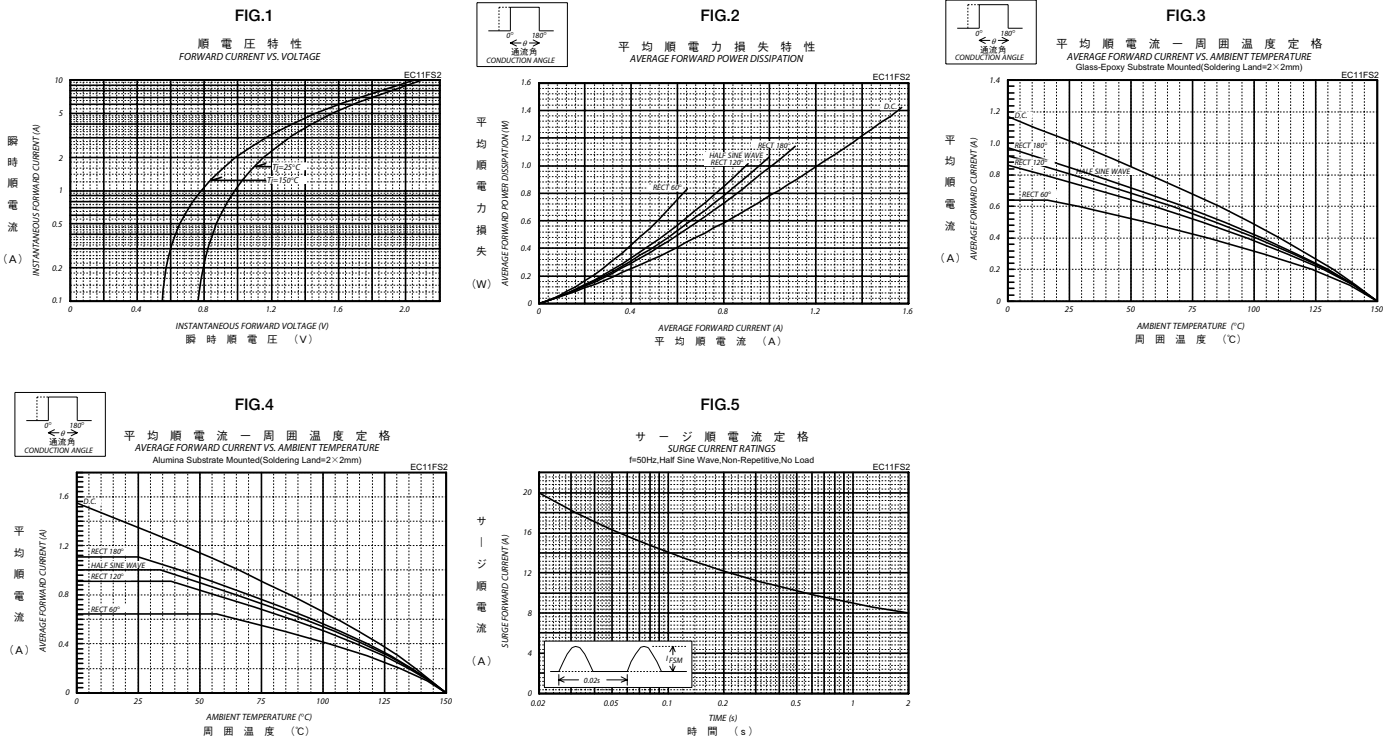 FIG.1
順電圧特性
FORWARD CURRENT VS. VOLTAGE
EC11FS2
瞬時順電流 (A)
INSTANTANEOUS FORWARD CURRENT (A)
10
5
2
1
0.5
0.2
0.1
Tj=25°C
Tj=150°C
0 0.4 0.8 1.2 1.6 2.0
INSTANTANEOUS FORWARD VOLTAGE (V)
瞬時順電圧 (V)
0° 180°
θ
通流角
CONDUCTION ANGLE
FIG.2
平均順電力損失特性
AVERAGE FORWARD POWER DISSIPATION
EC11FS2
平均順電力損失 (W)
AVERAGE FORWARD POWER DISSIPATION (W)
1.6
1.4
1.2
1.0
0.8
0.6
0.4
0.2
0
D.C.
RECT 180°
HALF SINE WAVE
RECT 120°
RECT 60°
0 0.4 0.8 1.2 1.6
AVERAGE FORWARD CURRENT (A)
平均順電流 (A)
0° 180°
θ
通流角
CONDUCTION ANGLE
FIG.3
平均順電流ー周囲温度定格
AVERAGE FORWARD CURRENT VS. AMBIENT TEMPERATURE
Glass-Epoxy Substrate Mounted(Soldering Land=2×2mm)
EC11FS2
平均順電流 (A)
AVERAGE FORWARD CURRENT (A)
1.4
1.2
1.0
0.8
0.6
0.4
0.2
0
D.C.
RECT 180°
RECT 120°
HALF SINE WAVE
RECT 60°
0 25 50 75 100 125 150
AMBIENT TEMPERATURE (°C)
周囲温度 (℃)
0° 180°
θ
通流角
CONDUCTION ANGLE
FIG.4
平均順電流ー周囲温度定格
AVERAGE FORWARD CURRENT VS. AMBIENT TEMPERATURE
Alumina Substrate Mounted(Soldering Land=2×2mm)
EC11FS2
平均順電流 (A)
AVERAGE FORWARD CURRENT (A)
1.6
1.2
0.8
0.4
0
D.C.
RECT 180°
HALF SINE WAVE
RECT 120°
RECT 60°
0 25 50 75 100 125 150
AMBIENT TEMPERATURE (°C)
周囲温度 (℃)
FIG.5
サージ順電流定格
SURGE CURRENT RATINGS
f=50Hz,Half Sine Wave,Non-Repetitive,No Load
EC11FS2
サージ順電流 (A)
SURGE FORWARD CURRENT (A)
20
16
12
8
4
0
IFSM
0.02s
0.02 0.05 0.1 0.2 0.5 1 2
TIME (s)
時間 (s)